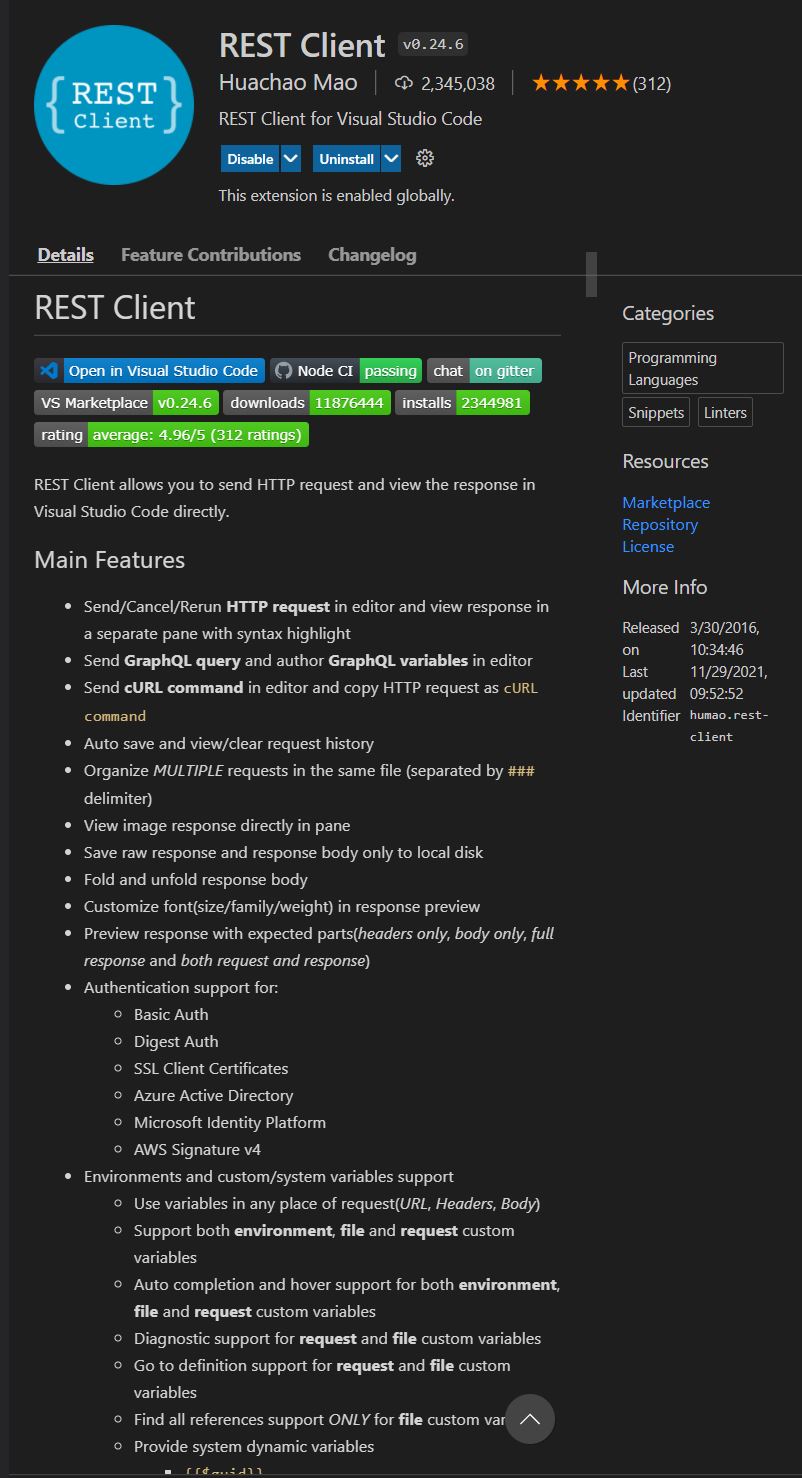 { REST
Client }
REST Client v0.24.6
Huachao Mao 2,345,038 (312)
REST Client for Visual Studio Code
Disable Uninstall
This extension is enabled globally.
Details Feature Contributions Changelog
REST Client
Open in Visual Studio Code Node CI passing chat on gitter
VS Marketplace v0.24.6 downloads 11876444 installs 2344981
rating average: 4.96/5 (312 ratings)
REST Client allows you to send HTTP request and view the response in
Visual Studio Code directly.
Main Features
• Send/Cancel/Rerun HTTP request in editor and view response in
a separate pane with syntax highlight
• Send GraphQL query and author GraphQL variables in editor
• Send cURL command in editor and copy HTTP request as cURL
command
• Auto save and view/clear request history
• Organize MULTIPLE requests in the same file (separated by ###
delimiter)
• View image response directly in pane
• Save raw response and response body only to local disk
• Fold and unfold response body
• Customize font(size/family/weight) in response preview
• Preview response with expected parts(headers only, body only, full
response and both request and response)
• Authentication support for:
○ Basic Auth
○ Digest Auth
○ SSL Client Certificates
○ Azure Active Directory
○ Microsoft Identity Platform
○ AWS Signature v4
• Environments and custom/system variables support
○ Use variables in any place of request(URL, Headers, Body)
○ Support both environment, file and request custom
variables
○ Auto completion and hover support for both environment,
file and request custom variables
○ Diagnostic support for request and file custom variables
○ Go to definition support for request and file custom
variables
○ Find all references support ONLY for file custom
○ Provide system dynamic variables
▪ {{$guid}}
Categories
Programming
Languages
Snippets Linters
Resources
Marketplace
Repository
License
More Info
Released 3/30/2016,
on 10:34:46
Last 11/29/2021,
updated 09:52:52
Identifier humao.rest-
client